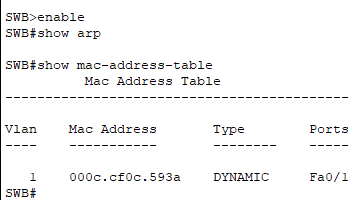 SWB>enable
SWB#show arp
SWB#show mac-address-table
Mac Address Table
-------------------------------------------
Vlan    Mac Address       Type        Ports
----    -----------       --------    -----
1    000c.cf0c.593a    DYNAMIC     Fa0/1
SWB#